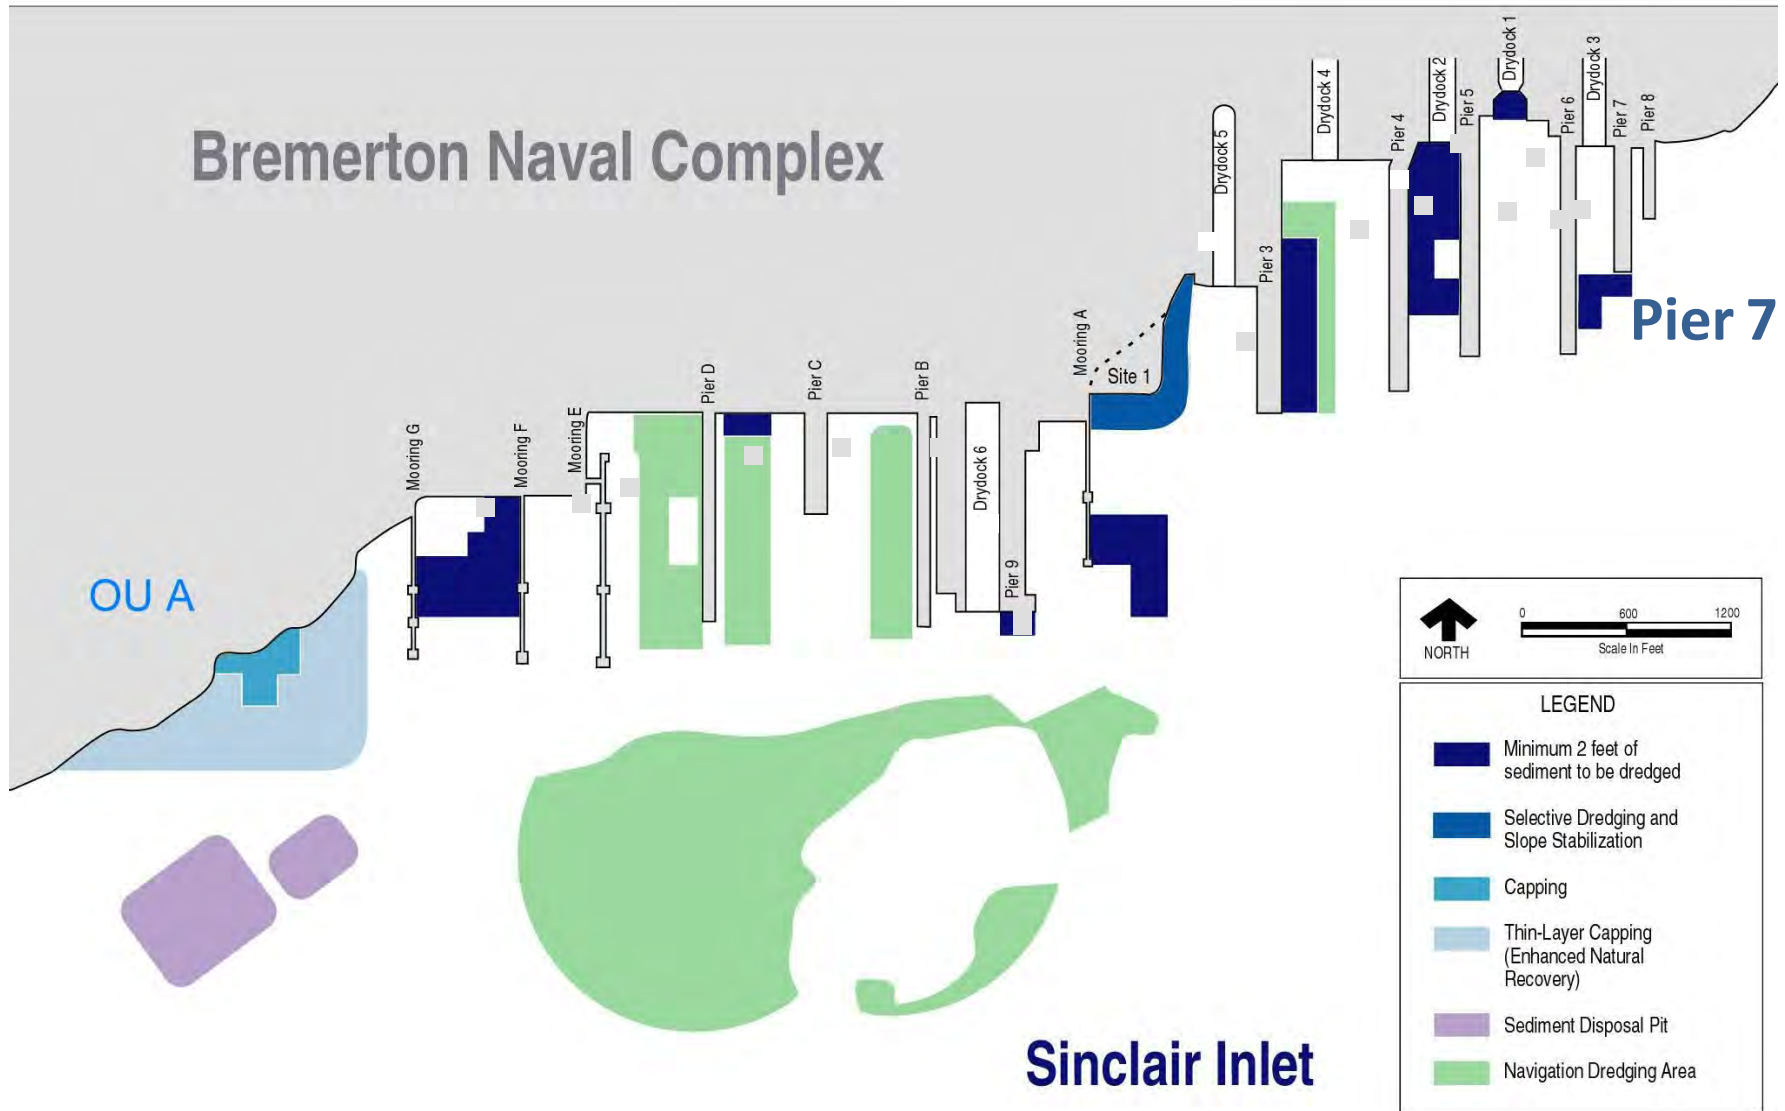 Drydock 1
Drydock 3
Drydock 2
Drydock 4
Pier 5
Pier 6
Pier 7
Pier 8
Pier 4
Bremerton Naval Complex
Drydock 5
Pier 3
Pier 7
Mooring A
Site 1
Pier D
Pier C
Pier B
Mooring E
Mooring F
Mooring G
Drydock 6
Pier 9
OU A
NORTH
0 600 1200
Scale In Feet
LEGEND
Minimum 2 feet of
sediment to be dredged
Selective Dredging and
Slope Stabilization
Capping
Thin-Layer Capping
(Enhanced Natural
Recovery)
Sediment Disposal Pit
Navigation Dredging Area
Sinclair Inlet